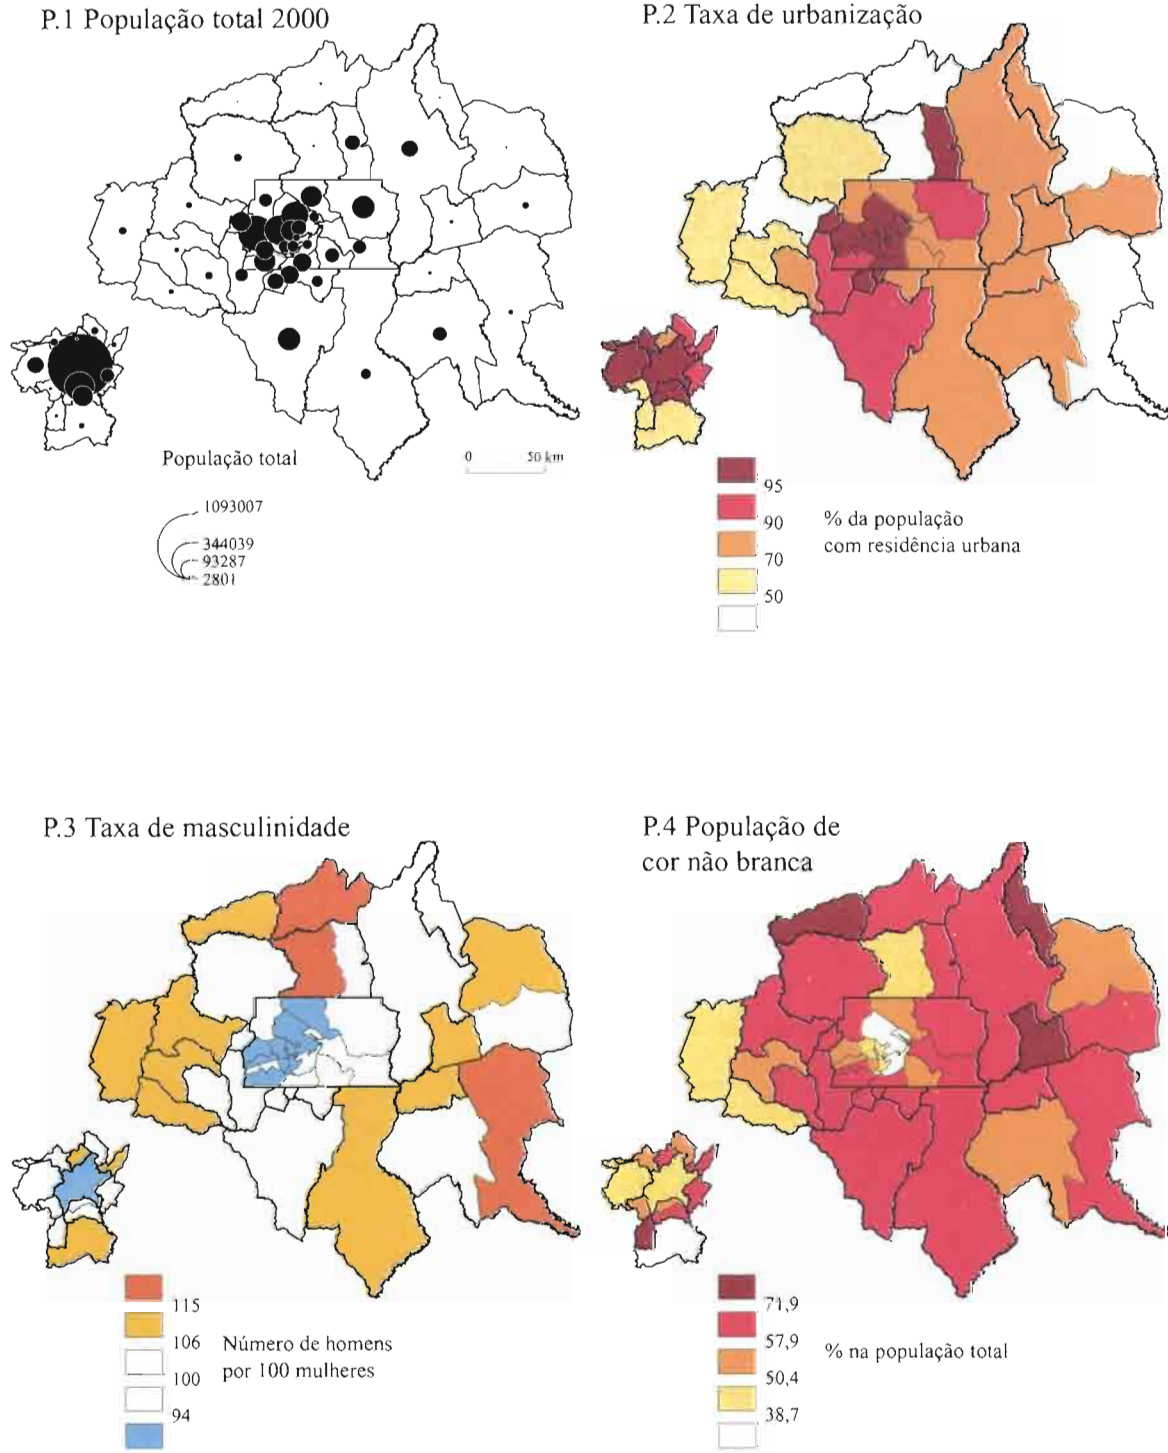 P.1 População total 2000
População total
0 50 km
1093007
344039
93287
2801
P.2 Taxa de urbanização
95
90
70
50
% da população
com residência urbana
P.3 Taxa de masculinidade
115
106
100
94
Número de homens
por 100 mulheres
P.4 População de
cor não branca
71,9
57,9
50,4
38,7
% na população total